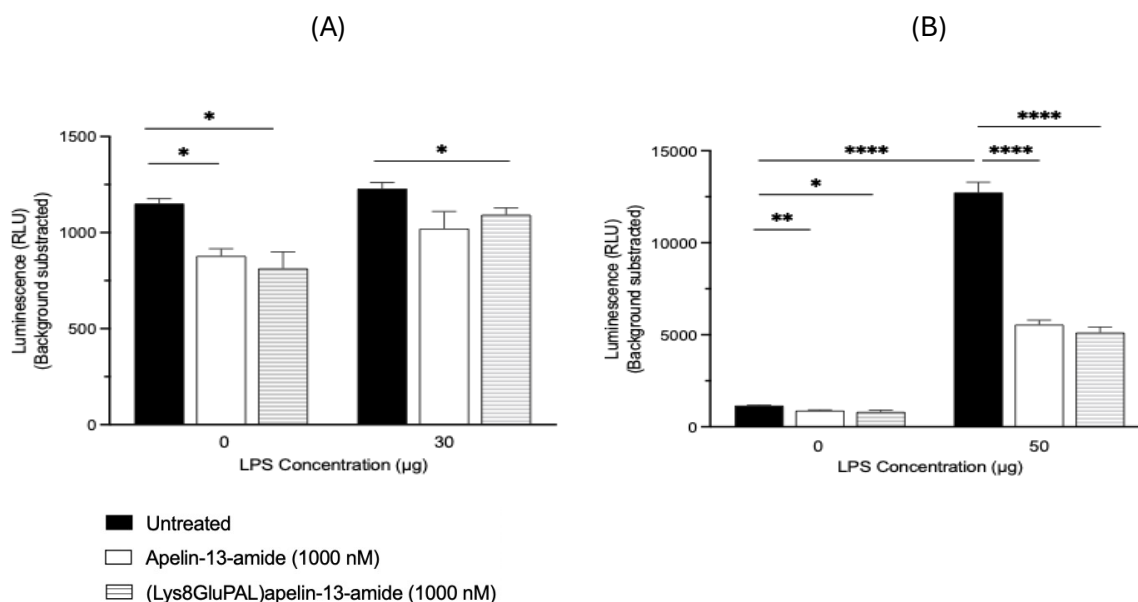 (A)
(B)
*
*
*
1500
1000
500
0
Luminescence (RLU)
(Background substracted)
0
30
LPS Concentration (µg)
****
****
****
*
**
15000
10000
5000
0
Luminescence (RLU)
(Background substracted)
0
50
LPS Concentration (µg)
Untreated
Apelin-13-amide (1000 nM)
(Lys8GluPAL)apelin-13-amide (1000 nM)